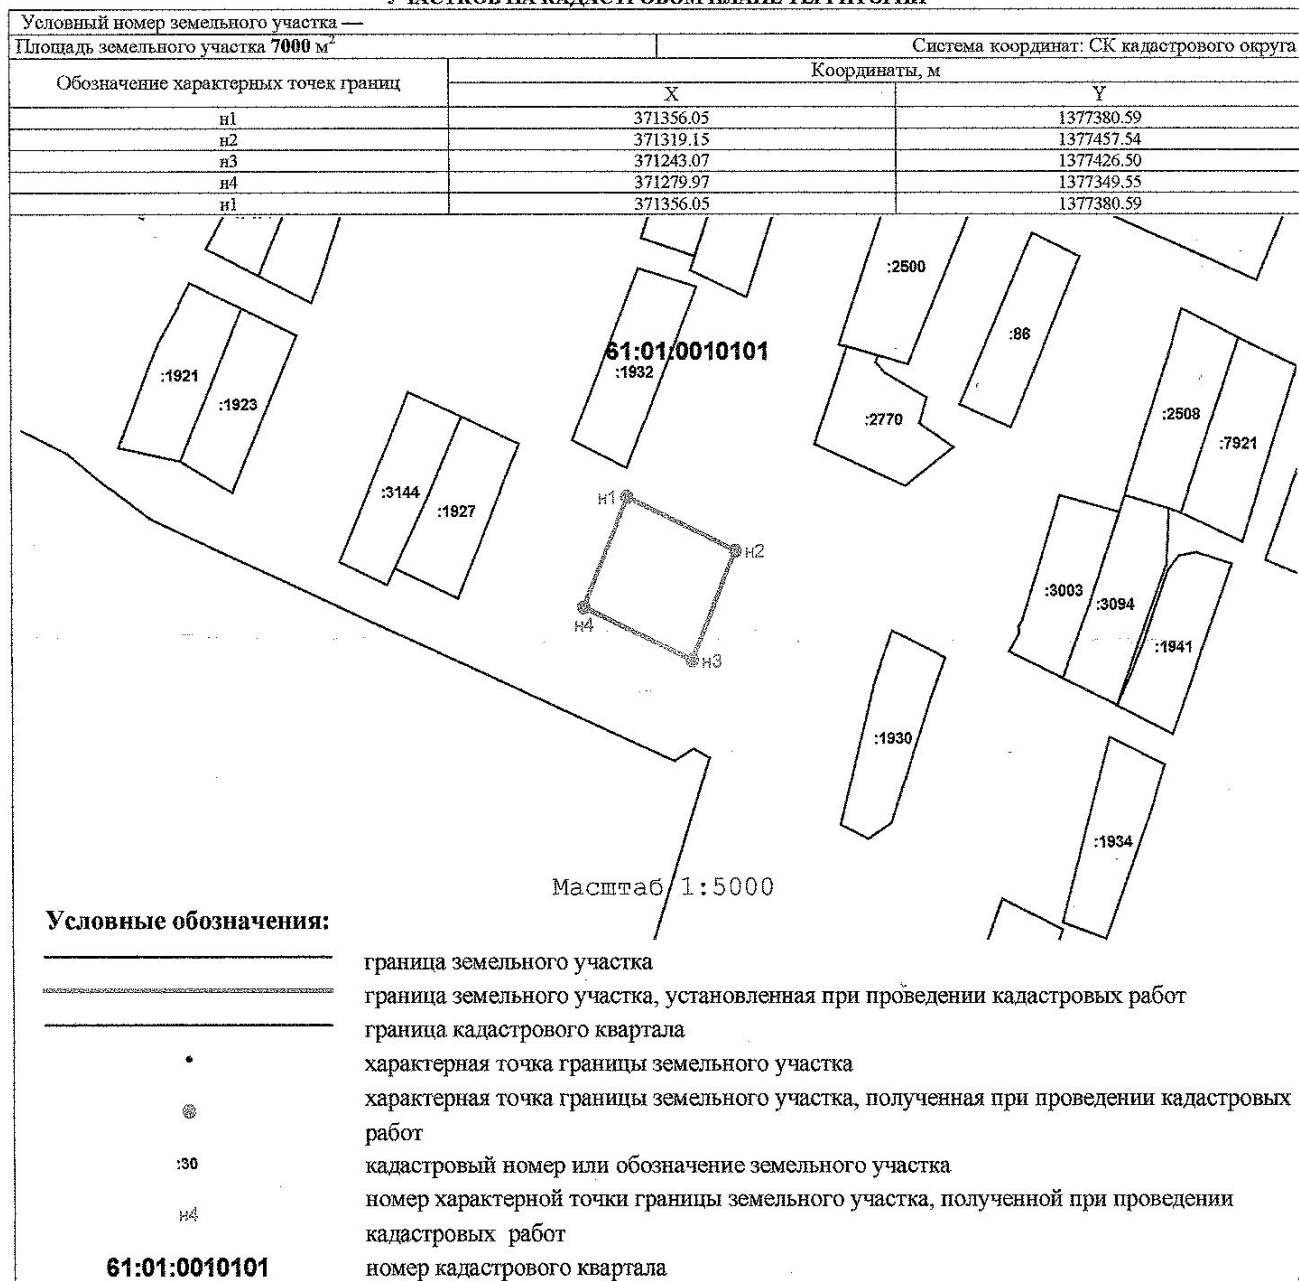 УЧАСТКОВ НА КАДАСТРОВОМ ПЛАНЕ ТЕРРИТОРИИ
Условный номер земельного участка —
Площадь земельного участка 7000 м² Система координат: СК кадастрового округа
Обозначение характерных точек границ Координаты, м
X Y
н1 371356.05 1377380.59
н2 371319.15 1377457.54
н3 371243.07 1377426.50
н4 371279.97 1377349.55
н1 371356.05 1377380.59
:2500
:86
61:01:0010101
:1921
:1932
:1923
:2770
:2508
:7921
:3144
:1927
н1
н2
:3003
:3094
н4
:1941
н3
:1930
:1934
Масштаб 1:5000
Условные обозначения:
граница земельного участка
граница земельного участка, установленная при проведении кадастровых работ
граница кадастрового квартала
характерная точка границы земельного участка
характерная точка границы земельного участка, полученная при проведении кадастровых
работ
:30 кадастровый номер или обозначение земельного участка
н4 номер характерной точки границы земельного участка, полученной при проведении
кадастровых работ
61:01:0010101 номер кадастрового квартала